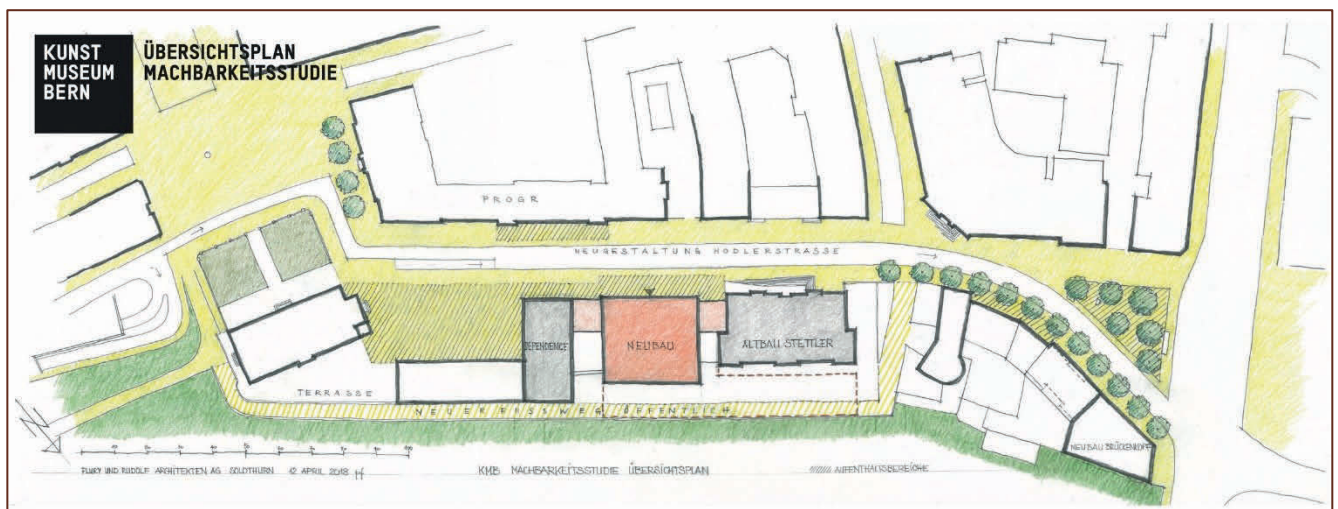 KUNST
MUSEUM
BERN
ÜBERSICHTSPLAN
MACHBARKEITSSTUDIE
PROGR
NEUGESTALTUNG HODLERSTRASSE
DEPENDENCE
NEUBAU
ALTBAU STETTLER
TERRASSE
NEUER FUSSWEG ÖFFENTLICH
NEUBAU BRÜCKENKOPF
FLURY UND RUDOLF ARCHITEKTEN AG SOLOTHURN 12 APRIL 2018
KMB MACHBARKEITSSTUDIE ÜBERSICHTSPLAN
AUFENTHALTSBEREICHE